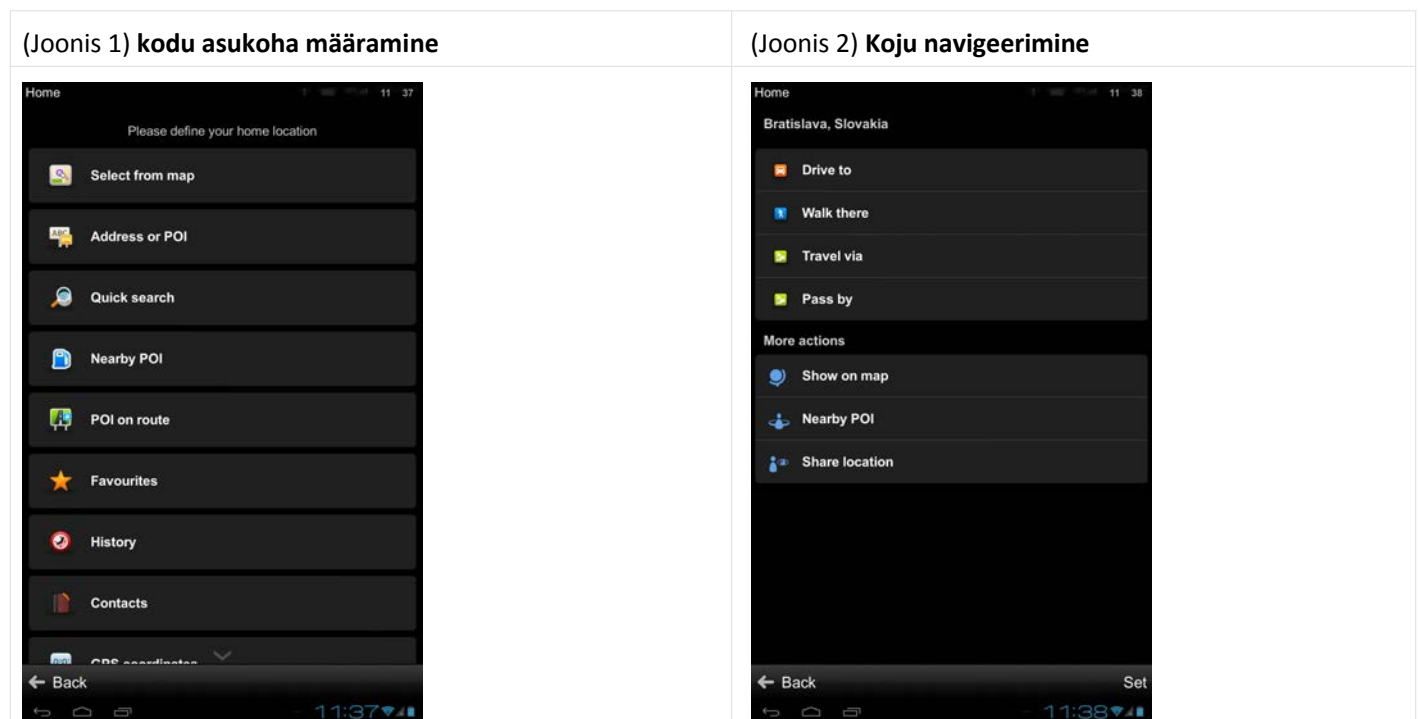 (Joonis 1) kodu asukoha määramine
Home
11 37
Please define your home location
Select from map
Address or POI
Quick search
Nearby POI
POI on route
Favourites
History
Contacts
GPS coordinates
Back
11:37
(Joonis 2) Koju navigeerimine
Home
11 38
Bratislava, Slovakia
Drive to
Walk there
Travel via
Pass by
More actions
Show on map
Nearby POI
Share location
Back
Set
11:38